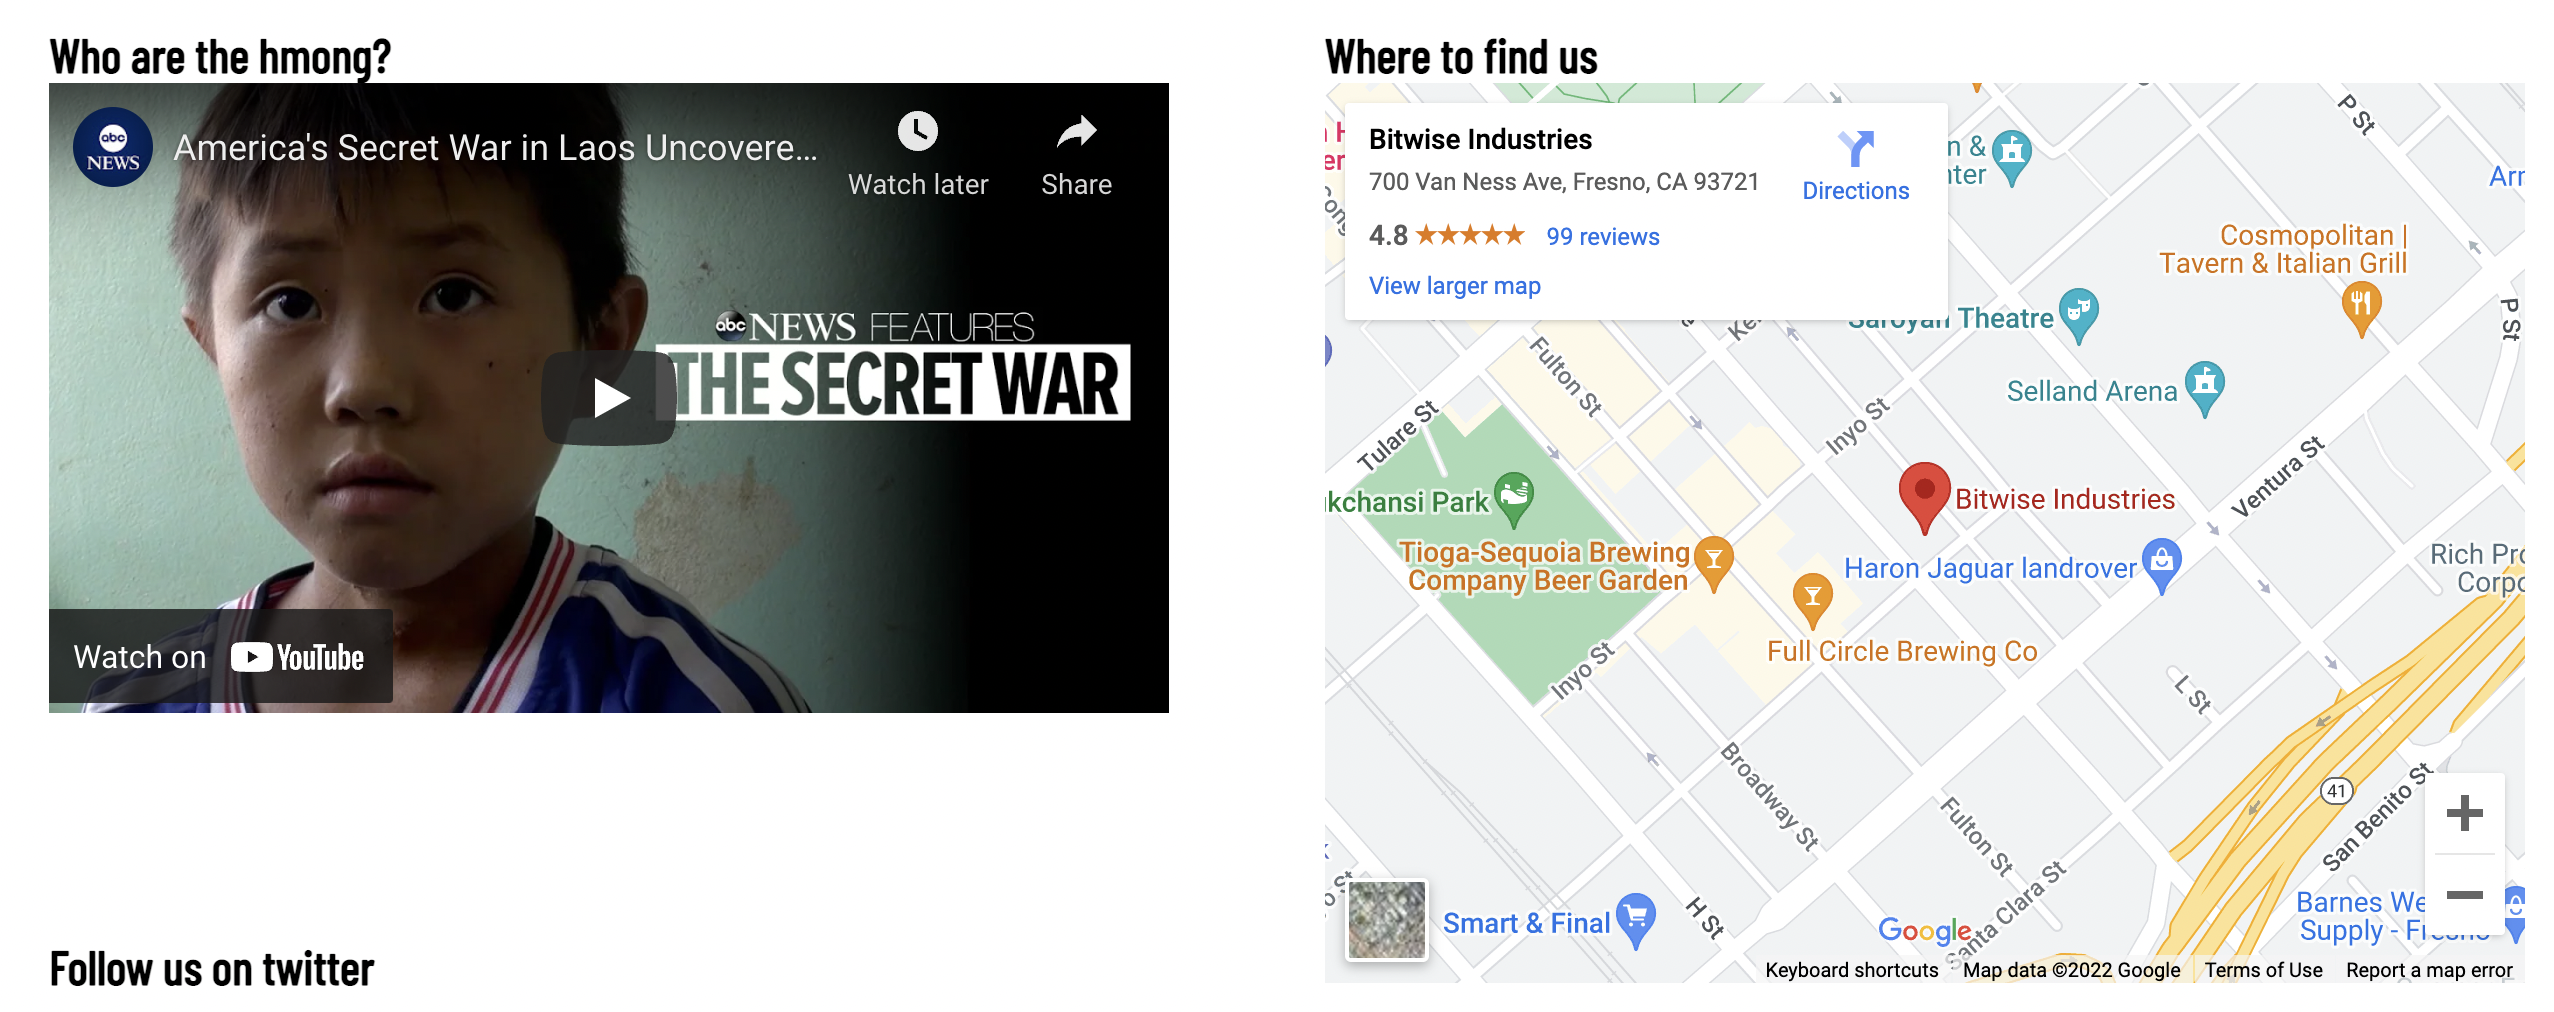 Who are the hmong?
abc
NEWS
America's Secret War in Laos Uncovere...
Watch later
Share
abc NEWS FEATURES
THE SECRET WAR
Watch on YouTube
Follow us on twitter
Where to find us
Bitwise Industries
700 Van Ness Ave, Fresno, CA 93721
Directions
4.8
99 reviews
View larger map
P St
Cosmopolitan |
Tavern & Italian Grill
P St
Saroyan Theatre
Fulton St
Selland Arena
Tulare St
Inyo St
Ventura St
kchansi Park
Bitwise Industries
Tioga-Sequoia Brewing
Company Beer Garden
Haron Jaguar landrover
Rich
Full Circle Brewing Co
Inyo St
L St
Broadway St
41
Fulton St
San Benito St
Santa Clara St
Smart & Final
H St
Barnes We
Supply - Fresno
Google
Keyboard shortcuts
Map data ©2022 Google
Terms of Use
Report a map error